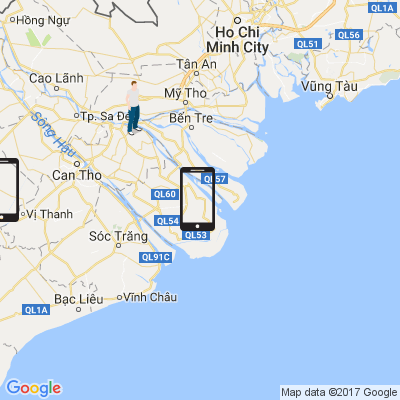 Hồng Ngự
QL1A
Ho Chi
Minh City
QL56
QL51
Cao Lãnh
Tân An
Vũng Tàu
Mỹ Tho
Tp. Sa Đé
Bến Tre
Sông Hậu
Can Tho
QL57
QL60
Vị Thanh
QL54
QL53
Sóc Trăng
QL91C
Bạc Liêu
Vĩnh Châu
QL1A
Google
Map data ©2017 Google